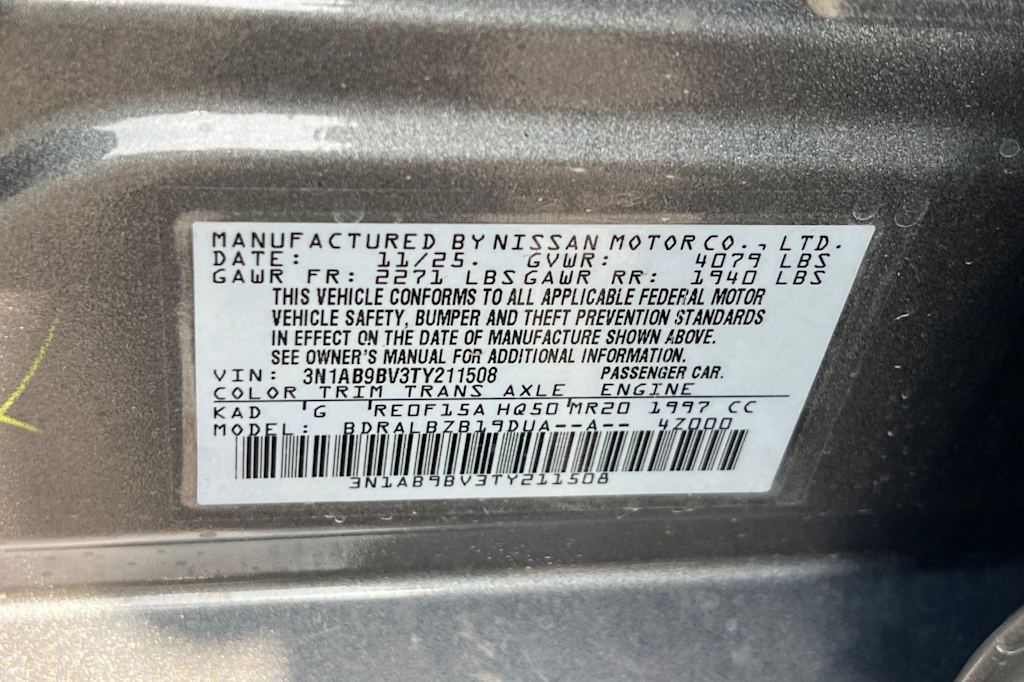 MANUFACTURED BY NISSAN MOTOR CO., LTD.
DATE: 11/25. GVWR: 4079 LBS
GAWR FR: 2271 LBS GAWR RR: 1940 LBS
THIS VEHICLE CONFORMS TO ALL APPLICABLE FEDERAL MOTOR
VEHICLE SAFETY, BUMPER AND THEFT PREVENTION STANDARDS
IN EFFECT ON THE DATE OF MANUFACTURE SHOWN ABOVE.
SEE OWNER'S MANUAL FOR ADDITIONAL INFORMATION.
VIN: 3N1AB9BV3TY211508 PASSENGER CAR.
COLOR TRIM TRANS AXLE ENGINE
KAD G RE0F15A HQ50 MR20 1997 CC
MODEL: BDRALBZB19DUA--A-- 4Z000
3N1AB9BV3TY211508